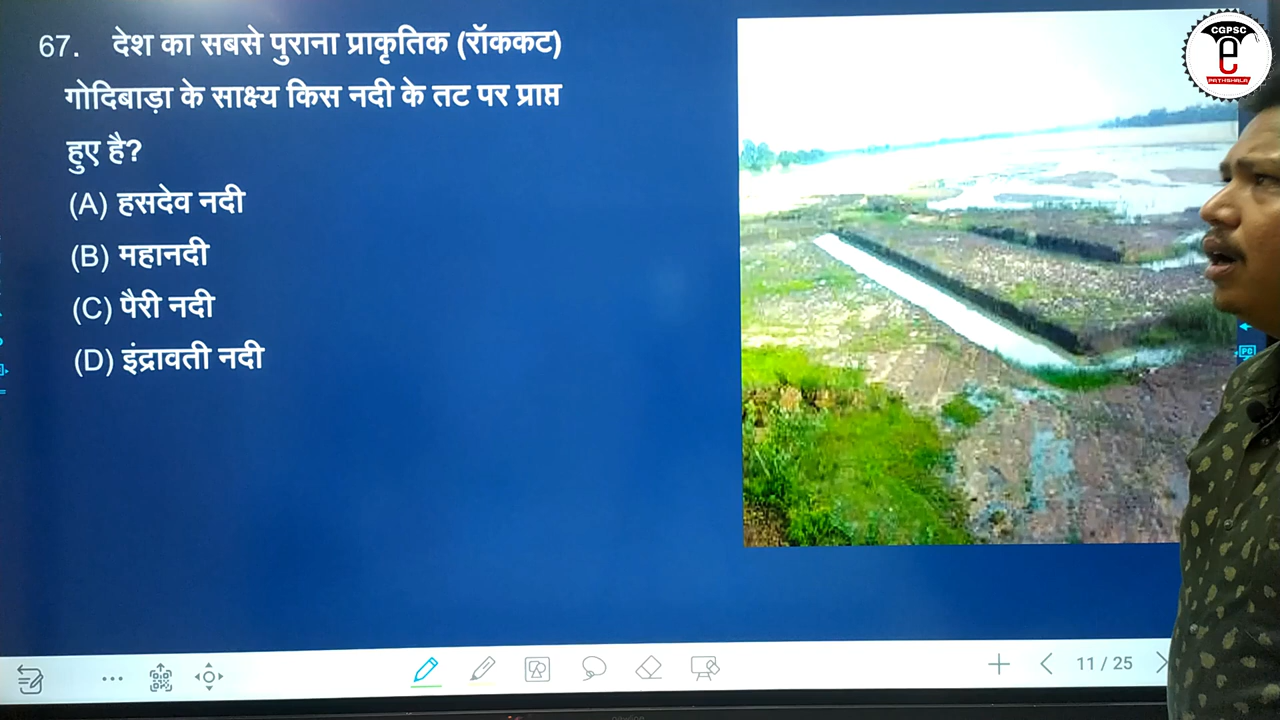 67. देश का सबसे पुराना प्राकृतिक (रॉककट)
गोदिबाड़ा के साक्ष्य किस नदी के तट पर प्राप्त
हुए है?
(A) हसदेव नदी
(B) महानदी
(C) पैरी नदी
(D) इंद्रावती नदी
CGPSC
PATHSHALA
11 / 25